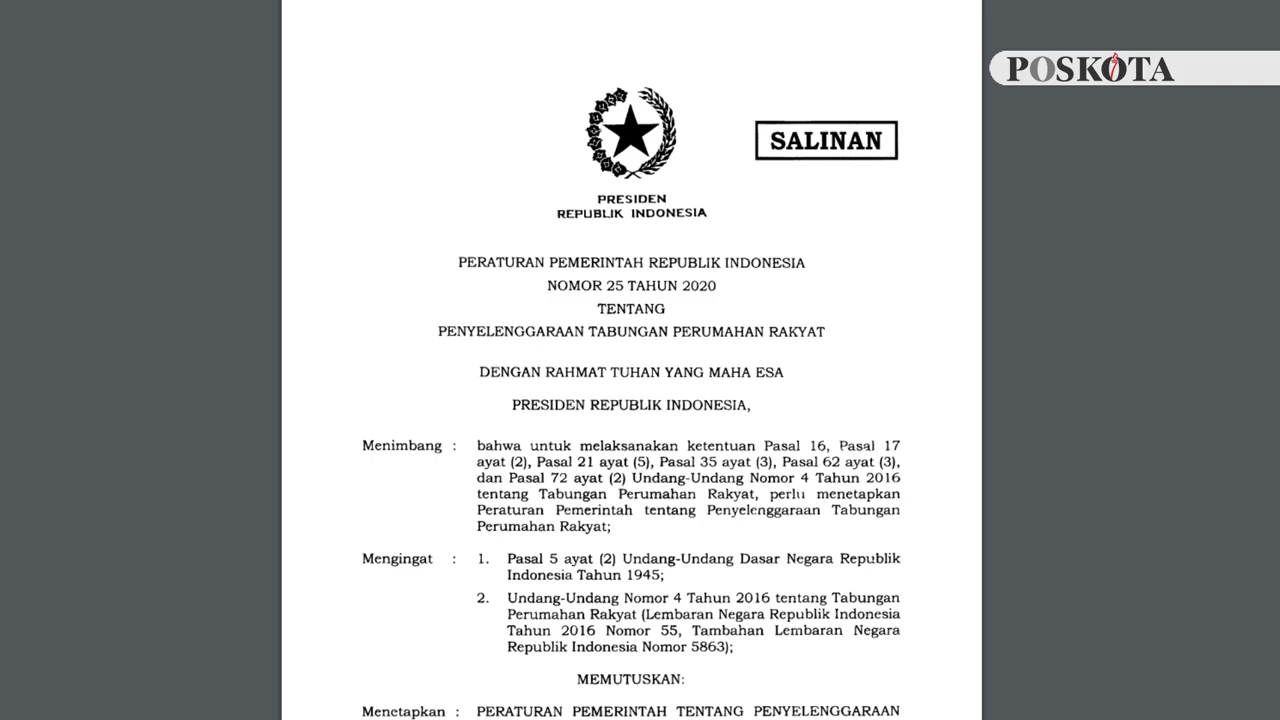 POSKOTA
SALINAN
PRESIDEN
REPUBLIK INDONESIA
PERATURAN PEMERINTAH REPUBLIK INDONESIA
NOMOR 25 TAHUN 2020
TENTANG
PENYELENGGARAAN TABUNGAN PERUMAHAN RAKYAT
DENGAN RAHMAT TUHAN YANG MAHA ESA
PRESIDEN REPUBLIK INDONESIA,
Menimbang : bahwa untuk melaksanakan ketentuan Pasal 16, Pasal 17
ayat (2), Pasal 21 ayat (5), Pasal 35 ayat (3), Pasal 62 ayat (3),
dan Pasal 72 ayat (2) Undang-Undang Nomor 4 Tahun 2016
tentang Tabungan Perumahan Rakyat, perlu menetapkan
Peraturan Pemerintah tentang Penyelenggaraan Tabungan
Perumahan Rakyat;
Mengingat : 1. Pasal 5 ayat (2) Undang-Undang Dasar Negara Republik
Indonesia Tahun 1945;
2. Undang-Undang Nomor 4 Tahun 2016 tentang Tabungan
Perumahan Rakyat (Lembaran Negara Republik Indonesia
Tahun 2016 Nomor 55, Tambahan Lembaran Negara
Republik Indonesia Nomor 5863);
MEMUTUSKAN:
Menetapkan : PERATURAN PEMERINTAH TENTANG PENYELENGGARAAN